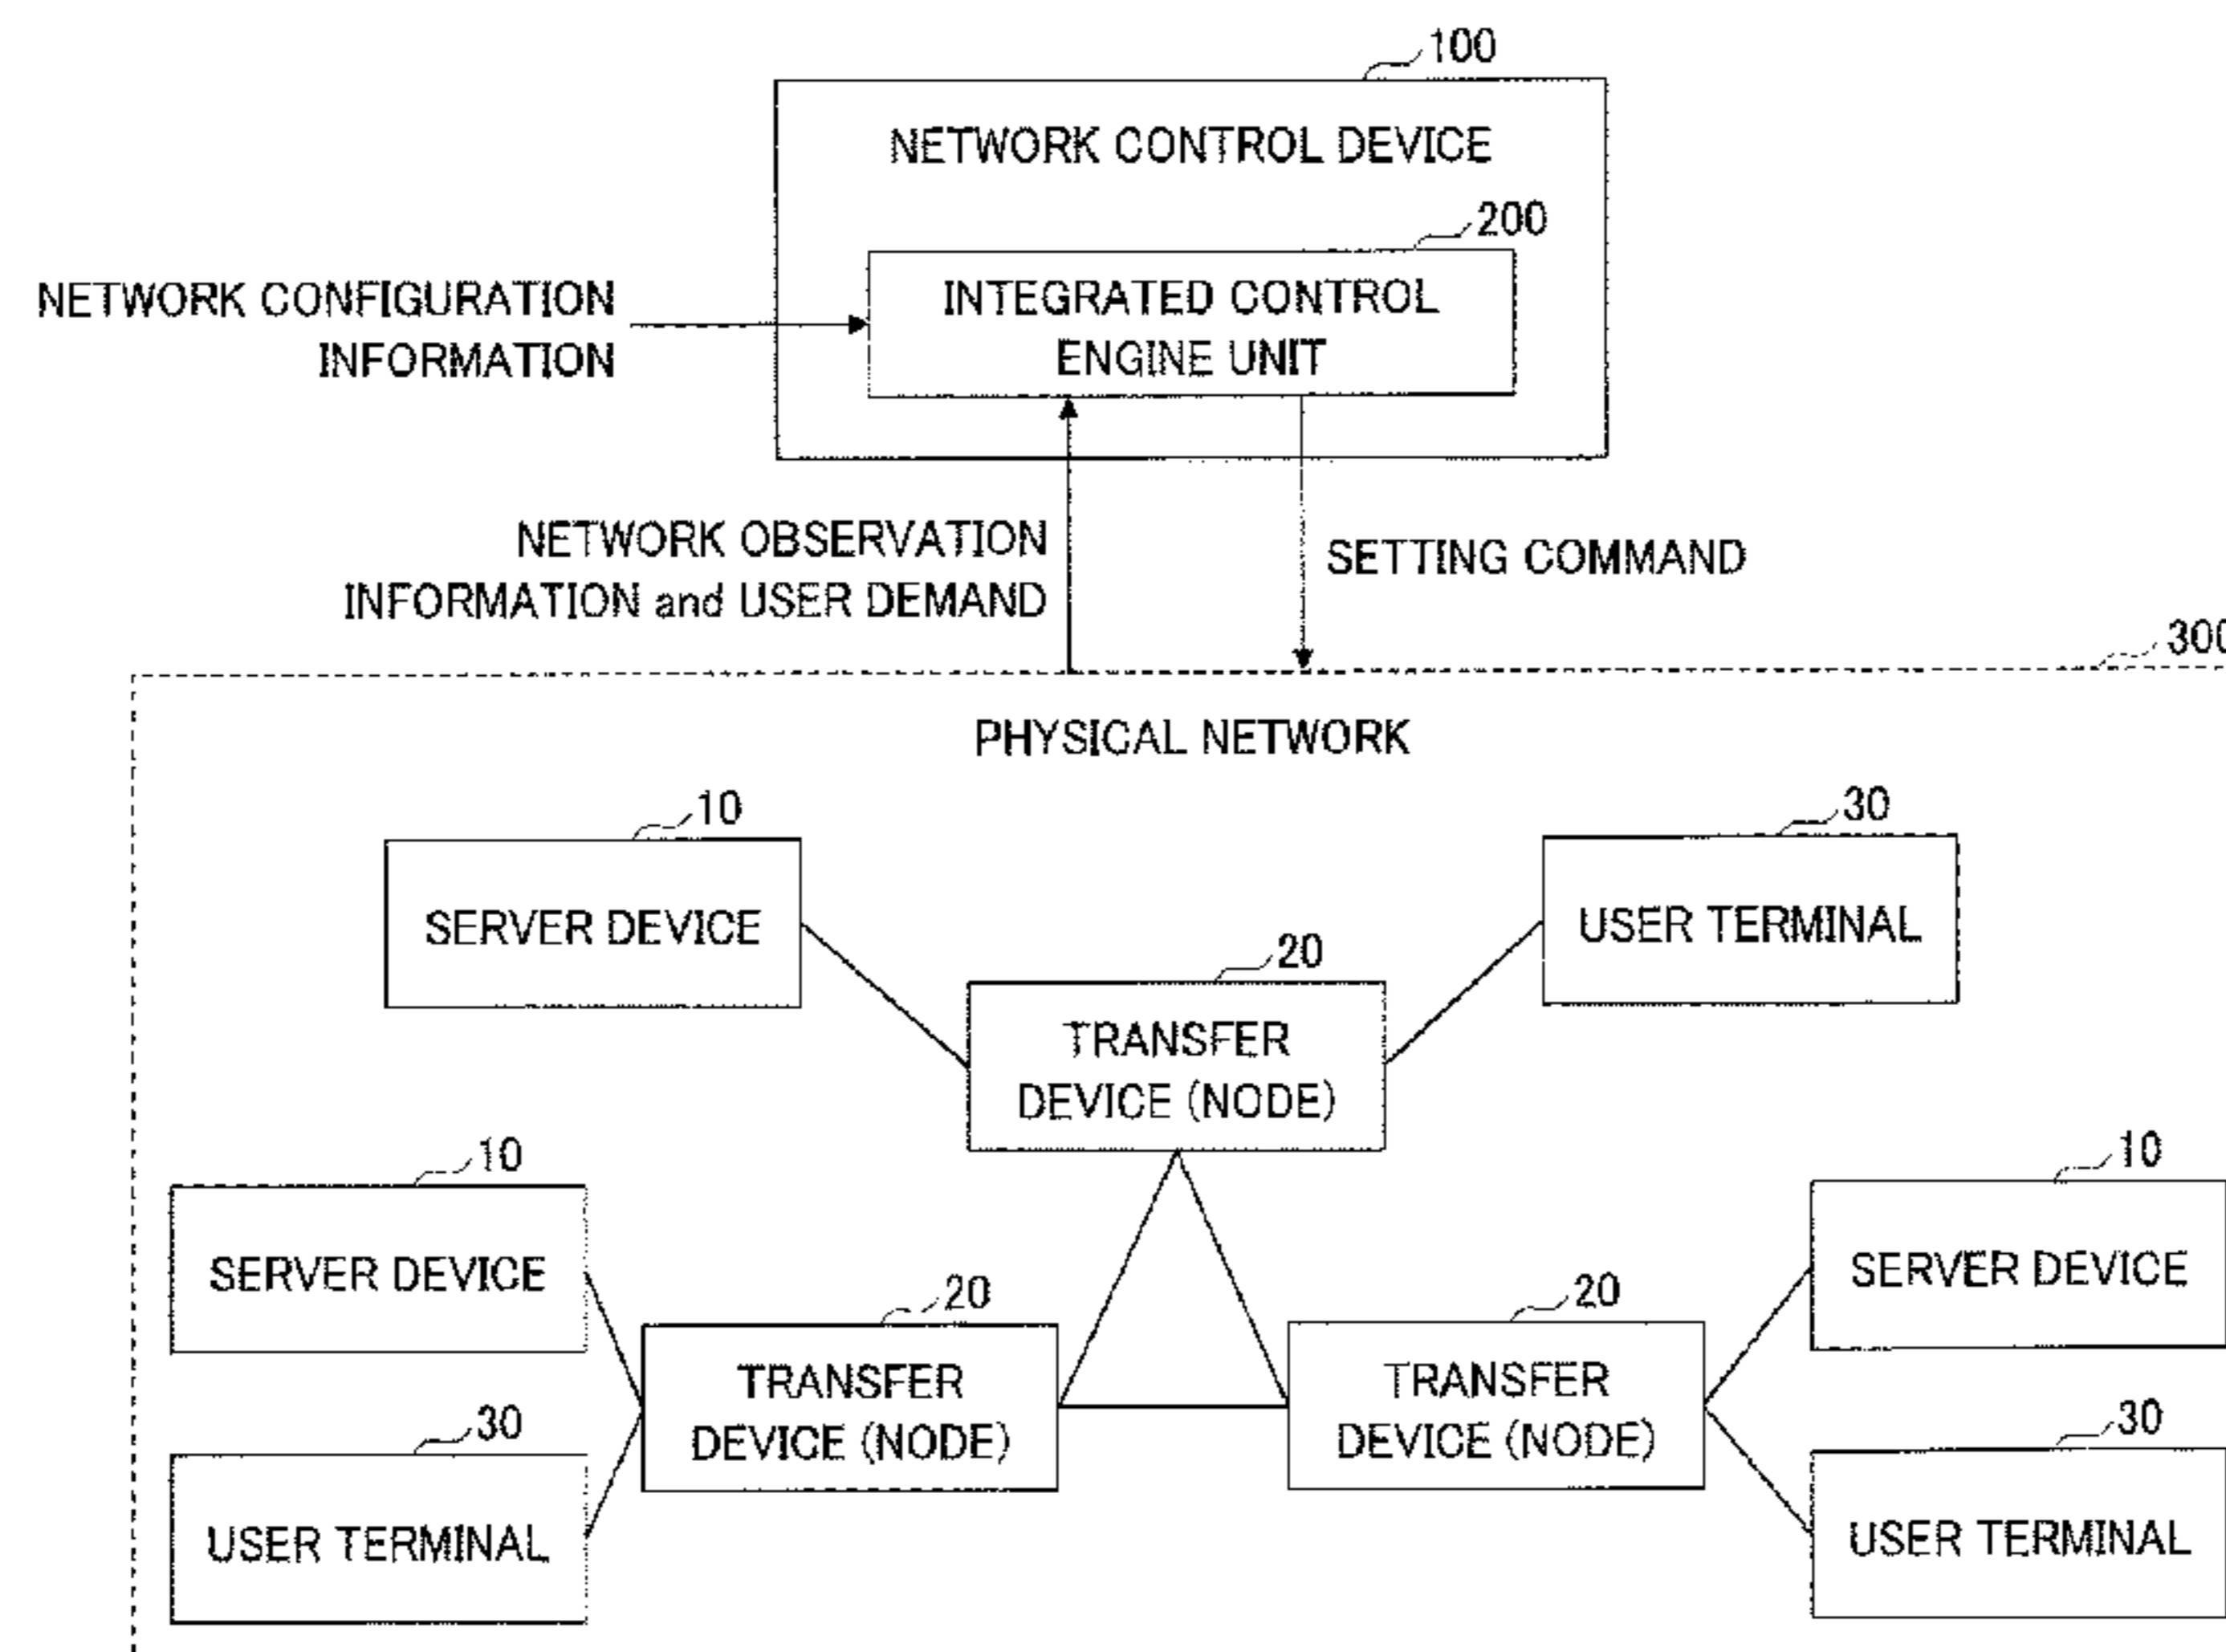 100
NETWORK CONTROL DEVICE
200
NETWORK CONFIGURATION
INFORMATION
INTEGRATED CONTROL
ENGINE UNIT
NETWORK OBSERVATION
INFORMATION and USER DEMAND
SETTING COMMAND
300
PHYSICAL NETWORK
10
SERVER DEVICE
30
USER TERMINAL
20
TRANSFER
DEVICE (NODE)
10
SERVER DEVICE
10
SERVER DEVICE
20
TRANSFER
DEVICE (NODE)
20
TRANSFER
DEVICE (NODE)
30
USER TERMINAL
30
USER TERMINAL